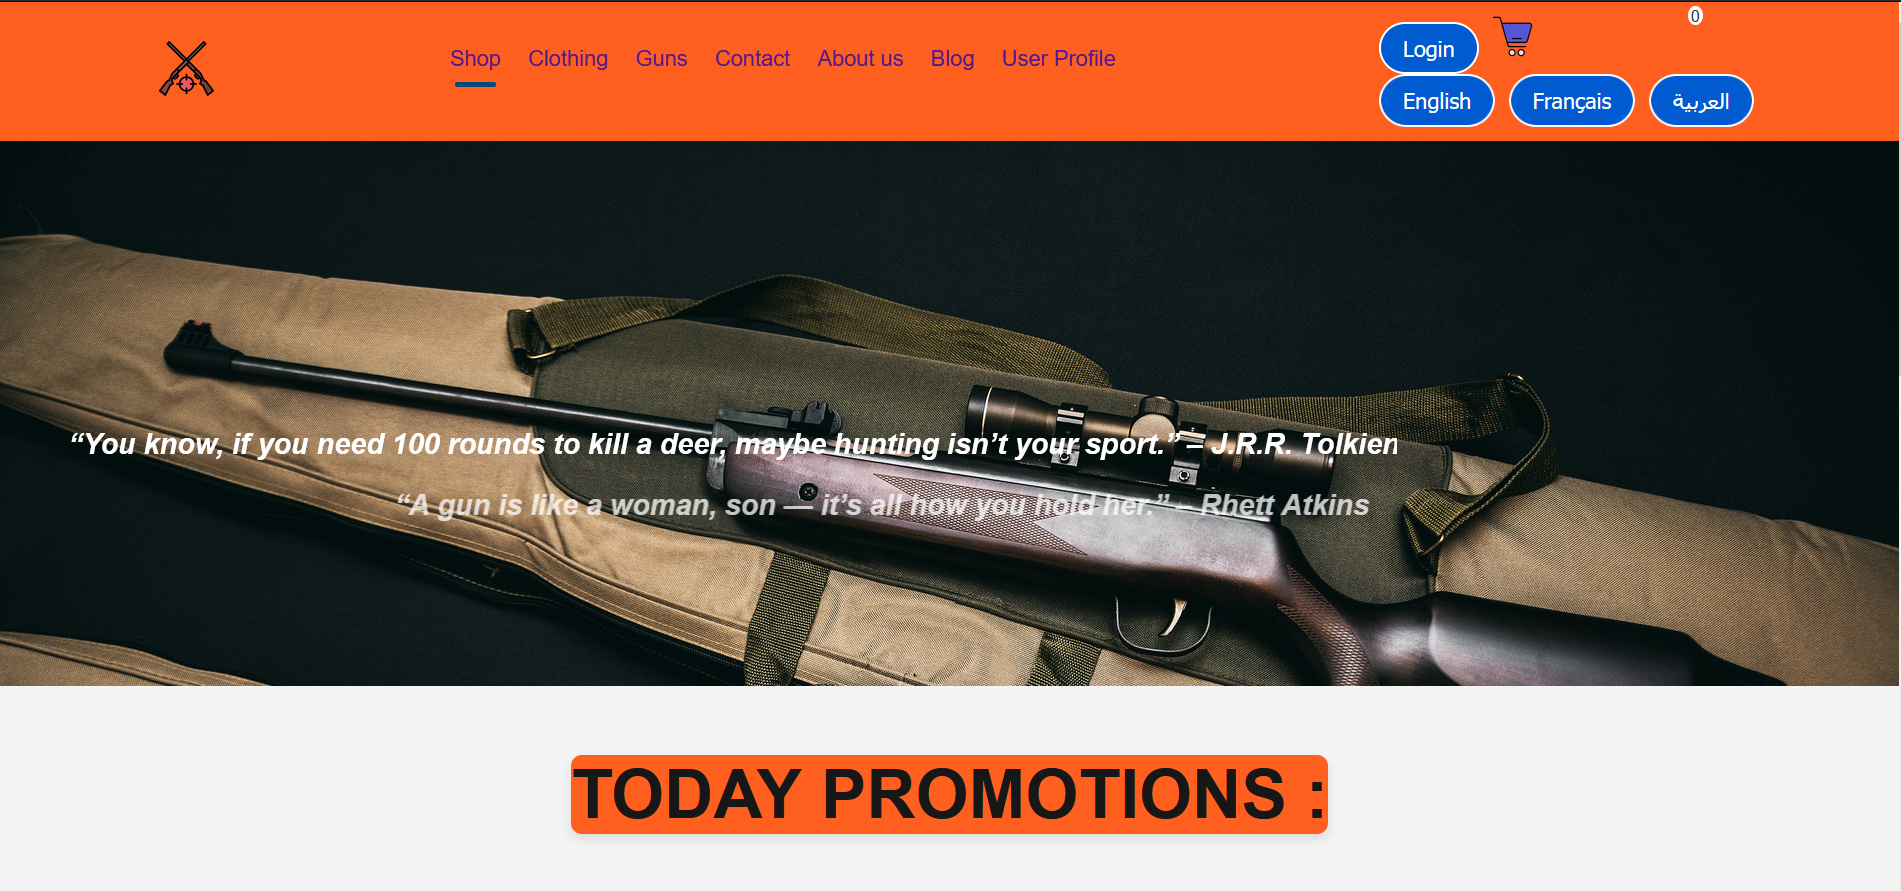 Shop Clothing Guns Contact About us Blog User Profile
Login
0
English Français العربية
“You know, if you need 100 rounds to kill a deer, maybe hunting isn’t your sport.” – J.R.R. Tolkien
“A gun is like a woman, son — it’s all how you hold her.” – Rhett Atkins
TODAY PROMOTIONS :